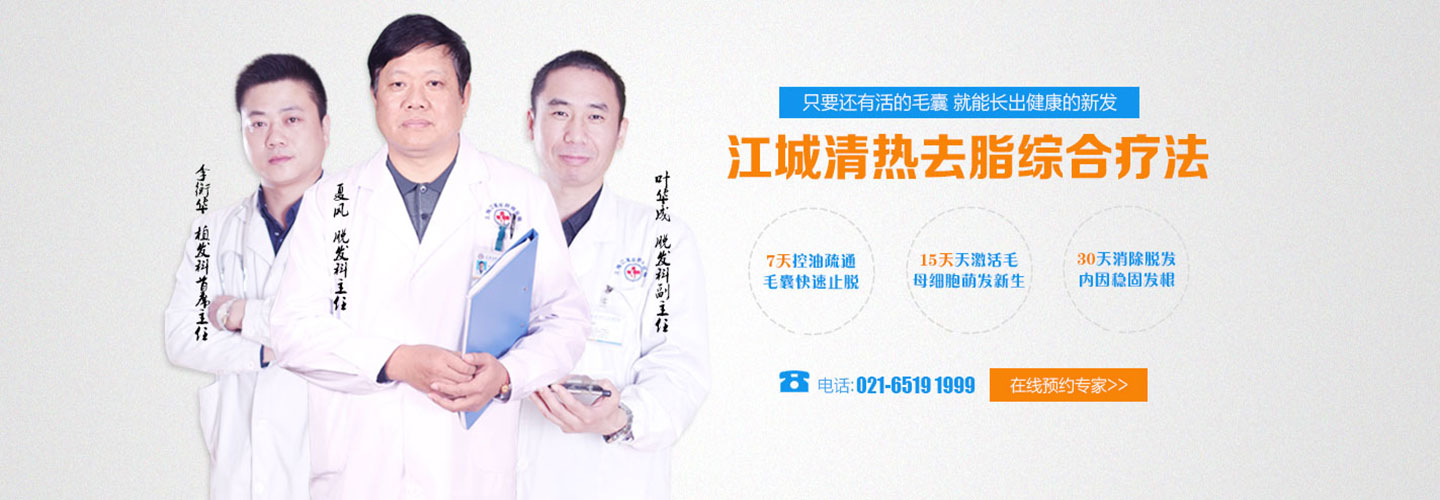 李衡华 植发科首席主任
夏风 脱发科主任
叶华成 脱发科副主任
只要还有活的毛囊 就能长出健康的新发
江城清热去脂综合疗法
7天控油疏通
毛囊快速止脱
15天天激活毛
母细胞萌发新生
30天消除脱发
内因稳固发根
电话:021-6519 1999
在线预约专家>>